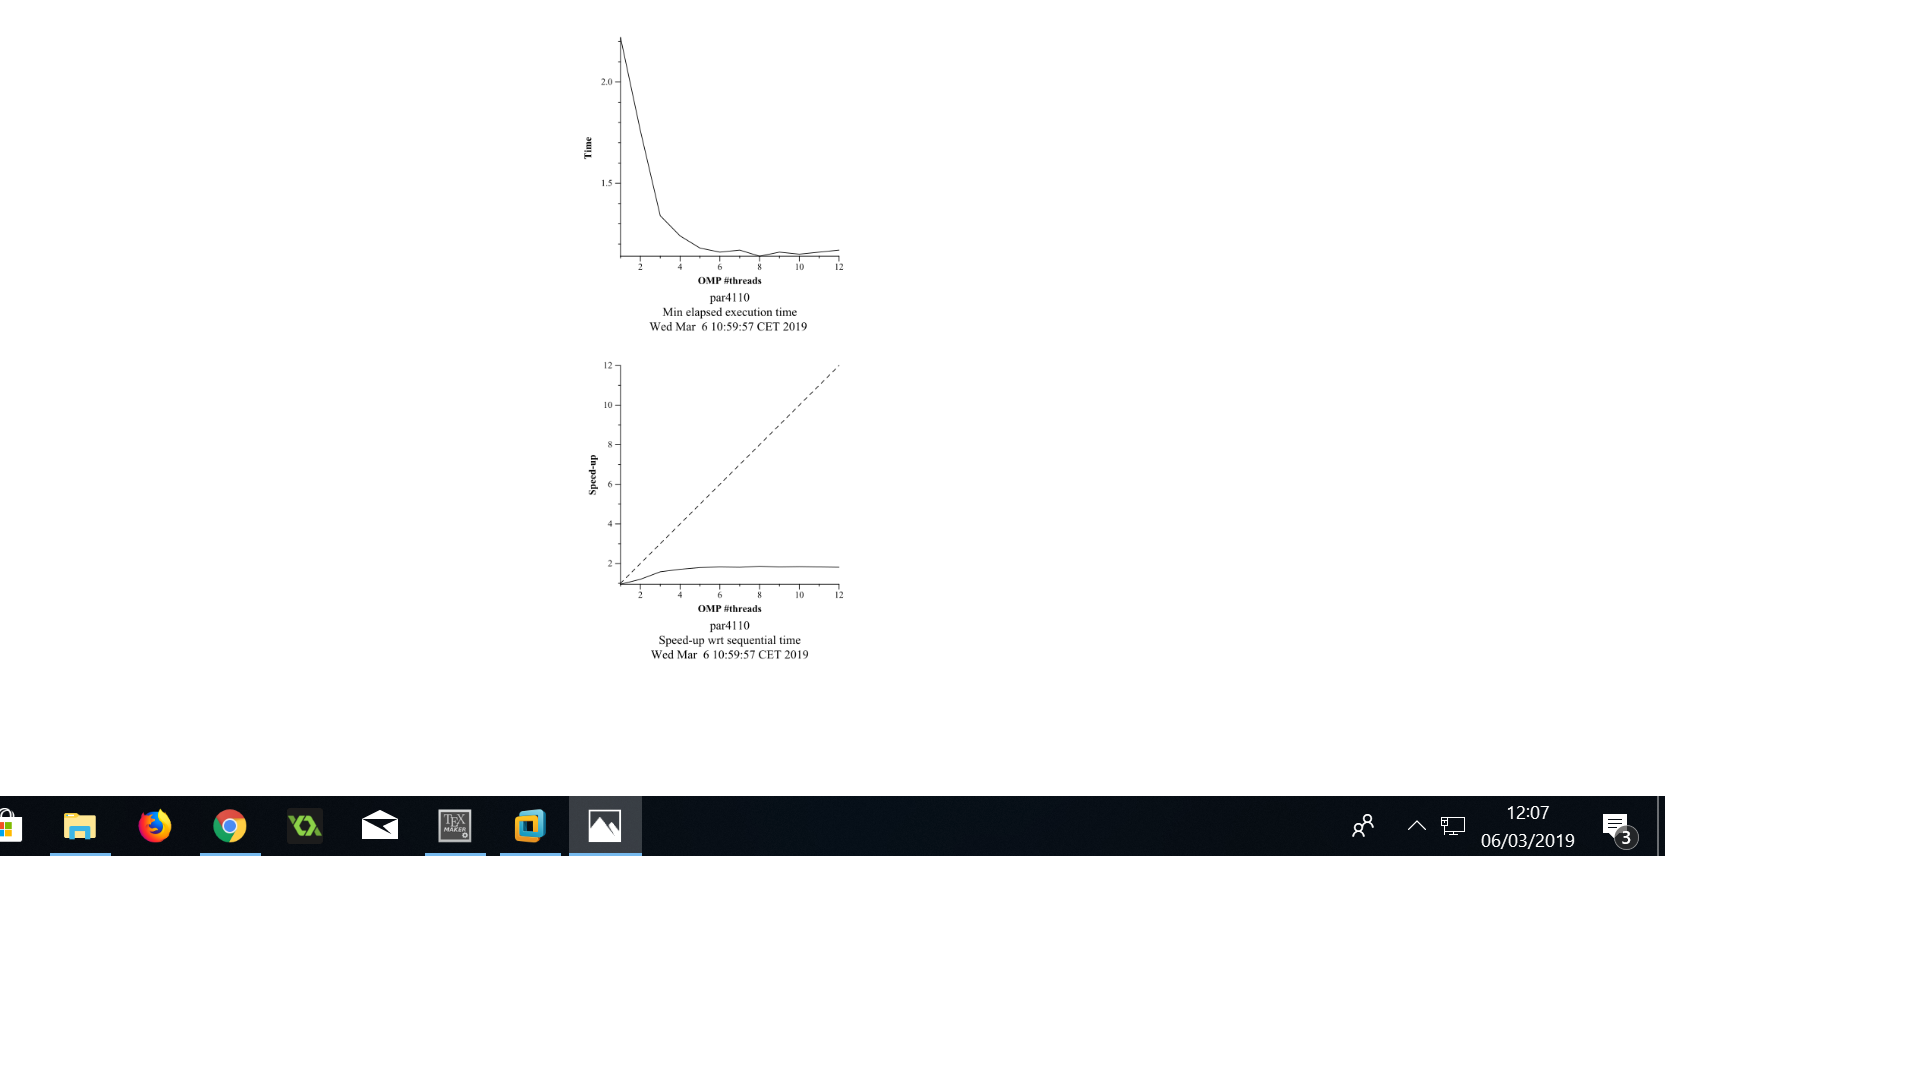 2.0
1.5
Time
2 4 6 8 10 12
OMP #threads
par4110
Min elapsed execution time
Wed Mar  6 10:59:57 CET 2019
12
10
8
6
4
2
Speed-up
2 4 6 8 10 12
OMP #threads
par4110
Speed-up wrt sequential time
Wed Mar  6 10:59:57 CET 2019
TEX
MAKER
12:07
06/03/2019
3